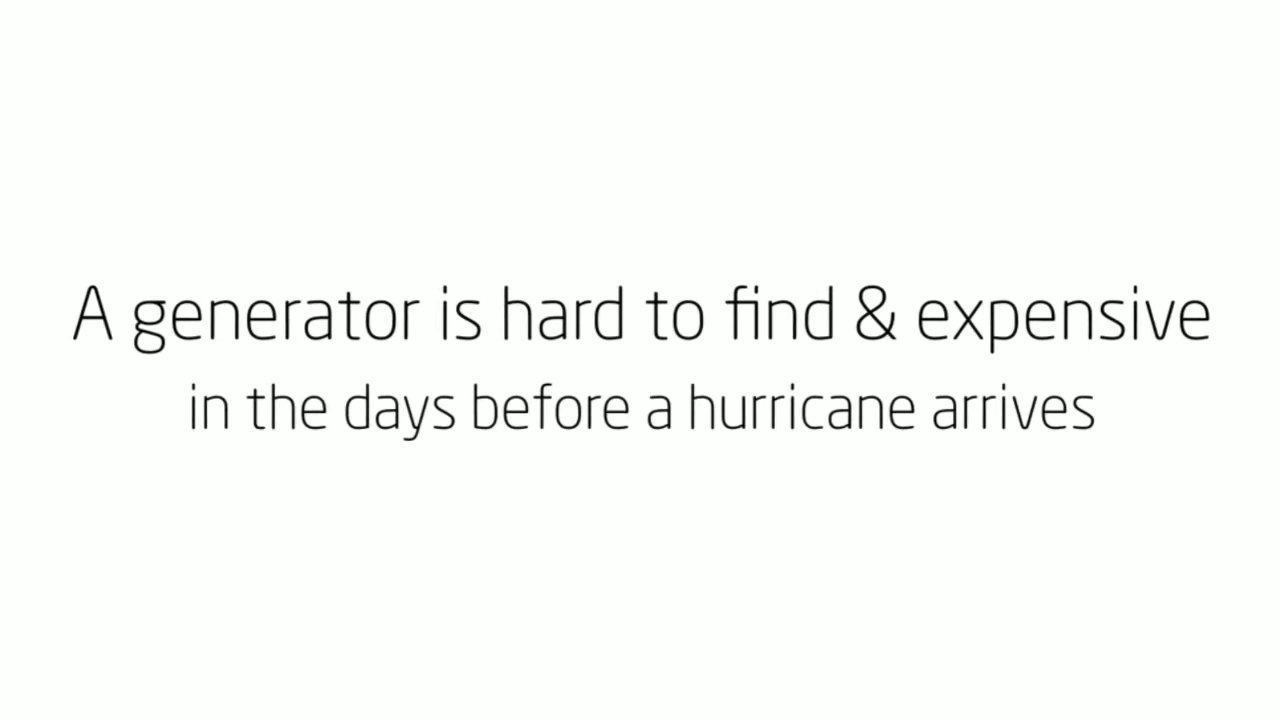 A generator is hard to find & expensive
in the days before a hurricane arrives